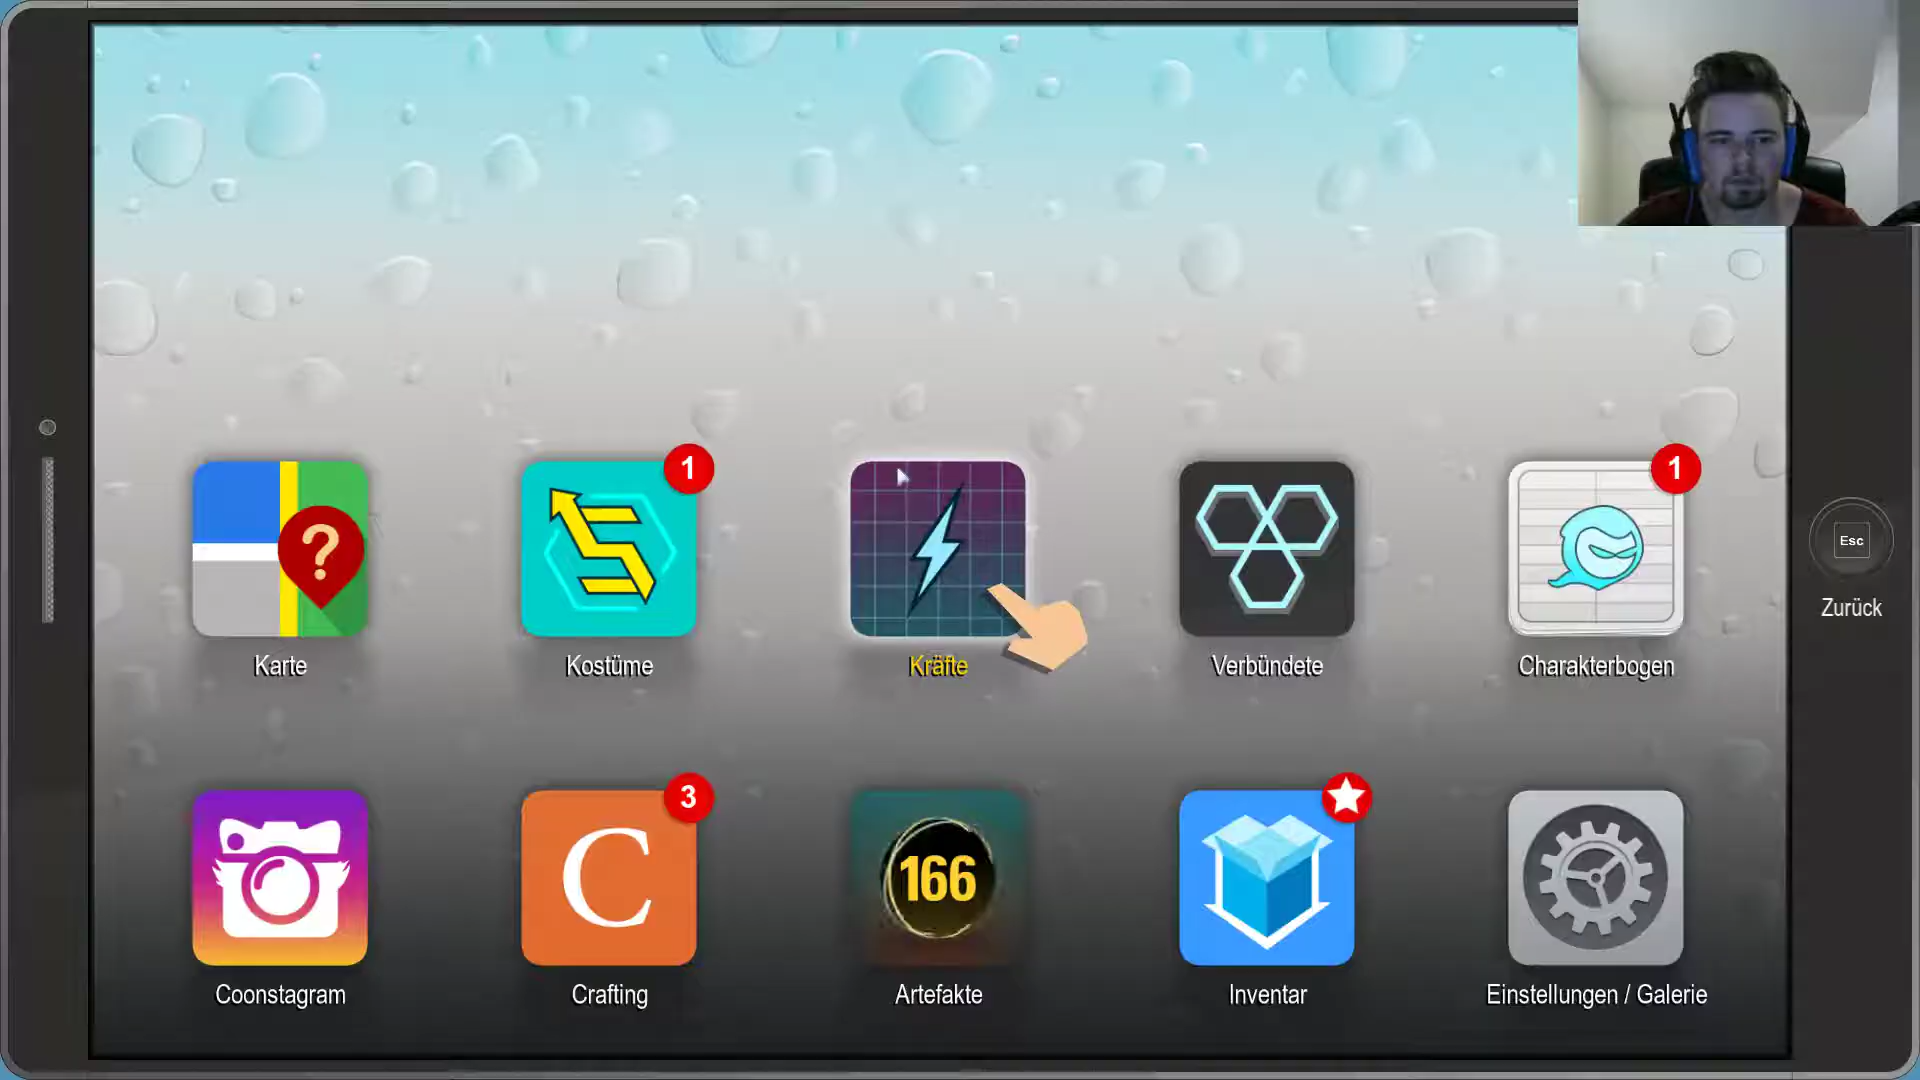 1
1
?
Esc
Zurück
Karte
Kostüme
Kräfte
Verbündete
Charakterbogen
3
C
166
Coonstagram
Crafting
Artefakte
Inventar
Einstellungen / Galerie